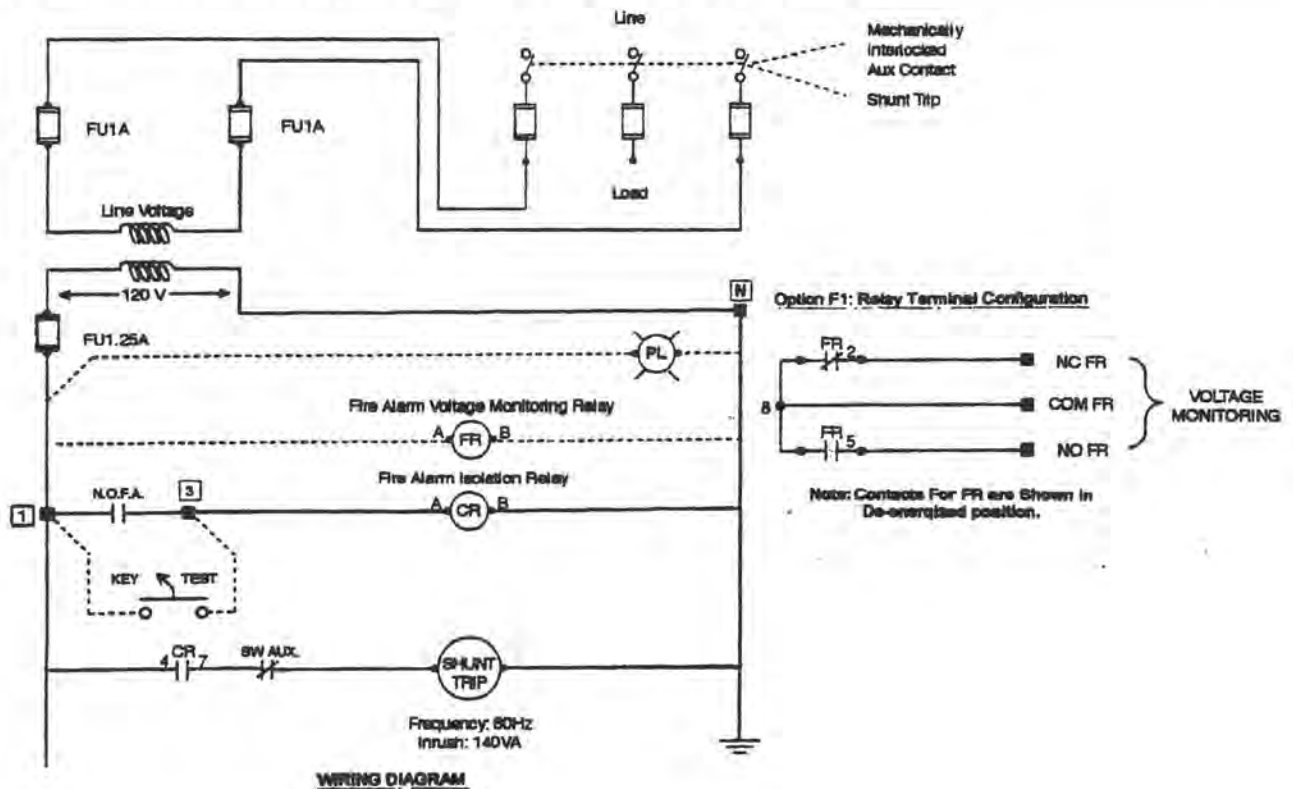 Line
Mechanically
Interlocked
Aux Contact
Shunt Trip
FU1A
FU1A
Load
Line Voltage
120 V
N
Option F1: Relay Terminal Configuration
FU1.25A
PL
FR
2
NC FR
Fire Alarm Voltage Monitoring Relay
8
COM FR
VOLTAGE
MONITORING
A FR B
FR
5
NO FR
Fire Alarm Isolation Relay
N.O.F.A.
3
A CR B
1
Note: Contacts For FR are Shown in
De-energized position.
KEY TEST
4 CR 7
SW AUX.
SHUNT
TRIP
Frequency: 60Hz
Inrush: 140VA
WIRING DIAGRAM